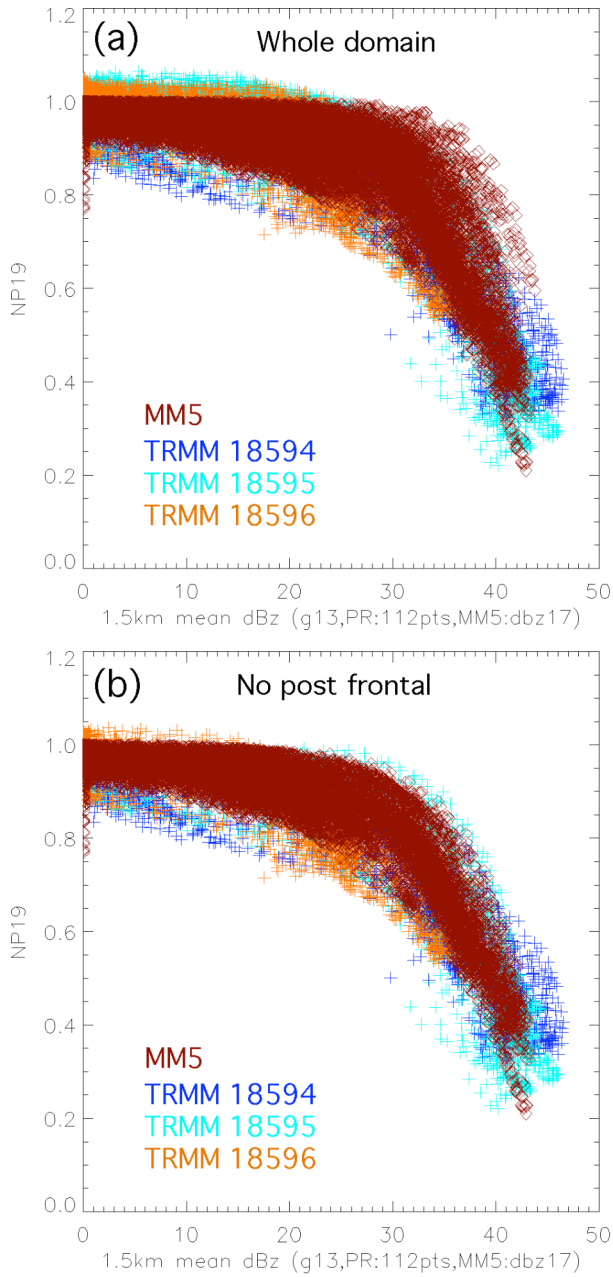 (a) Whole domain
1.2
1.0
0.8
0.6
0.4
0.2
0.0
NP19
MM5
TRMM 18594
TRMM 18595
TRMM 18596
0 10 20 30 40 50
1.5km mean dBz (g13,PR:112pts,MM5:dbz17)
(b) No post frontal
1.2
1.0
0.8
0.6
0.4
0.2
0.0
NP19
MM5
TRMM 18594
TRMM 18595
TRMM 18596
0 10 20 30 40 50
1.5km mean dBz (g13,PR:112pts,MM5:dbz17)